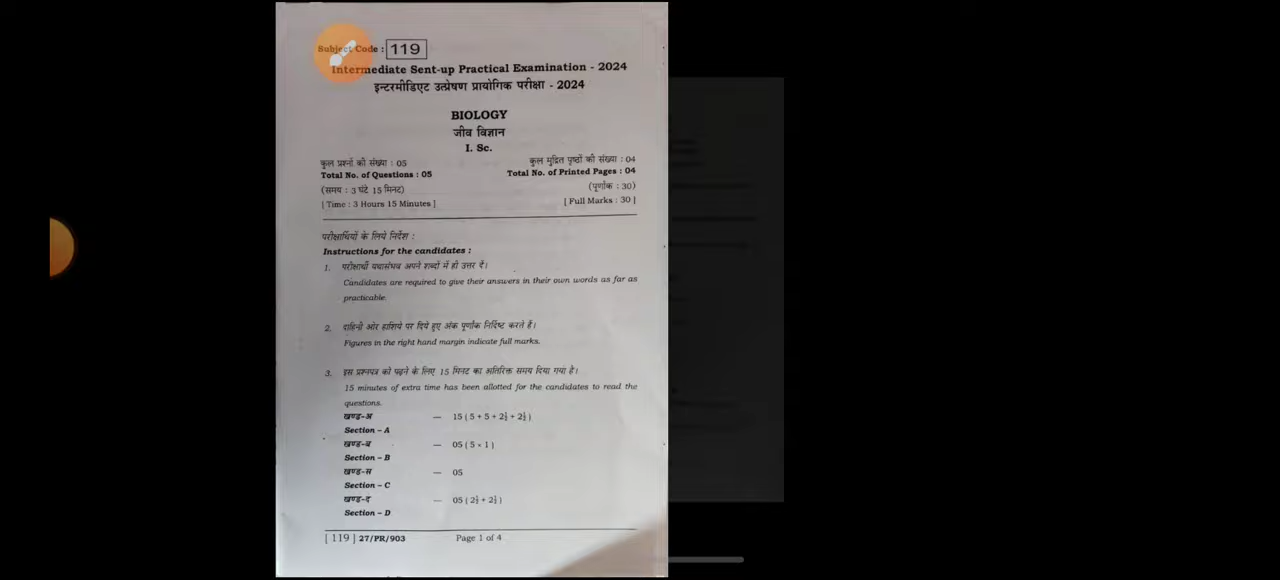 Subject Code : 119
Intermediate Sent-up Practical Examination - 2024
इन्टरमीडिएट उत्प्रेषण प्रायोगिक परीक्षा - 2024
BIOLOGY
जीव विज्ञान
I. Sc.
कुल प्रश्नों की संख्या : 05 कुल मुद्रित पृष्ठों की संख्या : 04
Total No. of Questions : 05 Total No. of Printed Pages : 04
(समय : 3 घंटे 15 मिनट) (पूर्णांक : 30)
[ Time : 3 Hours 15 Minutes ] [ Full Marks : 30 ]
परीक्षार्थियों के लिये निर्देश :
Instructions for the candidates :
1. परीक्षार्थी यथासंभव अपने शब्दों में ही उत्तर दें।
Candidates are required to give their answers in their own words as far as
practicable.
2. दाहिनी ओर हाशिये पर दिये हुए अंक पूर्णांक निर्दिष्ट करते हैं।
Figures in the right hand margin indicate full marks.
3. इस प्रश्नपत्र को पढ़ने के लिए 15 मिनट का अतिरिक्त समय दिया गया है।
15 minutes of extra time has been allotted for the candidates to read the
questions.
खण्ड-अ — 15 ( 5 + 5 + 2½ + 2½ )
Section – A
खण्ड-ब — 05 ( 5 × 1 )
Section – B
खण्ड-स — 05
Section – C
खण्ड-द — 05 ( 2½ + 2½ )
Section – D
[ 119 ] 27/PR/903 Page 1 of 4